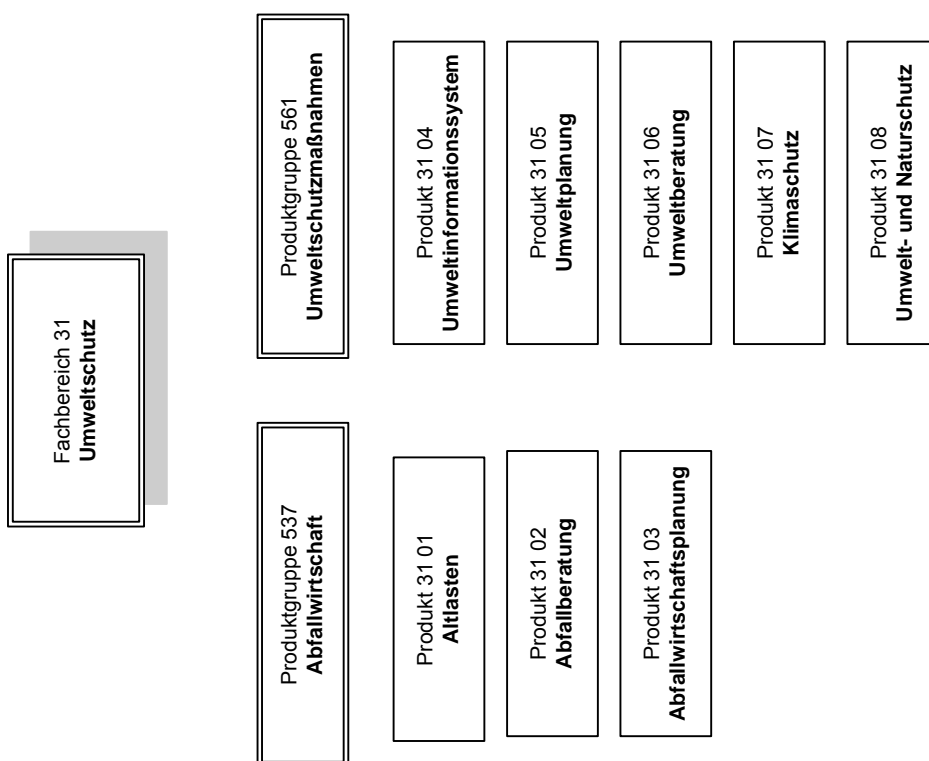 Fachbereich 31
Umweltschutz
Produktgruppe 537
Abfallwirtschaft
Produkt 31 01
Altlasten
Produkt 31 02
Abfallberatung
Produkt 31 03
Abfallwirtschaftsplanung
Produktgruppe 561
Umweltschutzmaßnahmen
Produkt 31 04
Umweltinformationssystem
Produkt 31 05
Umweltplanung
Produkt 31 06
Umweltberatung
Produkt 31 07
Klimaschutz
Produkt 31 08
Umwelt- und Naturschutz